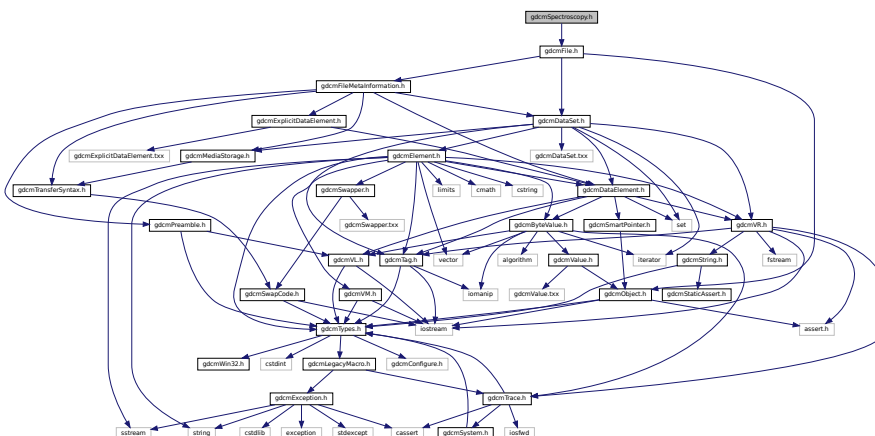 gdcmSpectroscopy.h
gdcmFile.h
gdcmFileMetaInformation.h
gdcmExplicitDataElement.h
gdcmDataSet.h
gdcmExplicitDataElement.txx
gdcmMediaStorage.h
gdcmElement.h
gdcmDataSet.txx
gdcmTransferSyntax.h
gdcmSwapper.h
limits
cmath
cstring
gdcmDataElement.h
gdcmPreamble.h
gdcmSwapper.txx
gdcmByteValue.h
gdcmSmartPointer.h
set
gdcmVR.h
gdcmVL.h
gdcmTag.h
vector
algorithm
gdcmValue.h
iterator
gdcmString.h
fstream
gdcmSwapCode.h
gdcmVM.h
iomanip
gdcmValue.txx
gdcmObject.h
gdcmStaticAssert.h
gdcmTypes.h
iostream
assert.h
gdcmWin32.h
cstdint
gdcmLegacyMacro.h
gdcmConfigure.h
gdcmException.h
gdcmTrace.h
sstream
string
cstdlib
exception
stdexcept
cassert
gdcmSystem.h
iosfwd